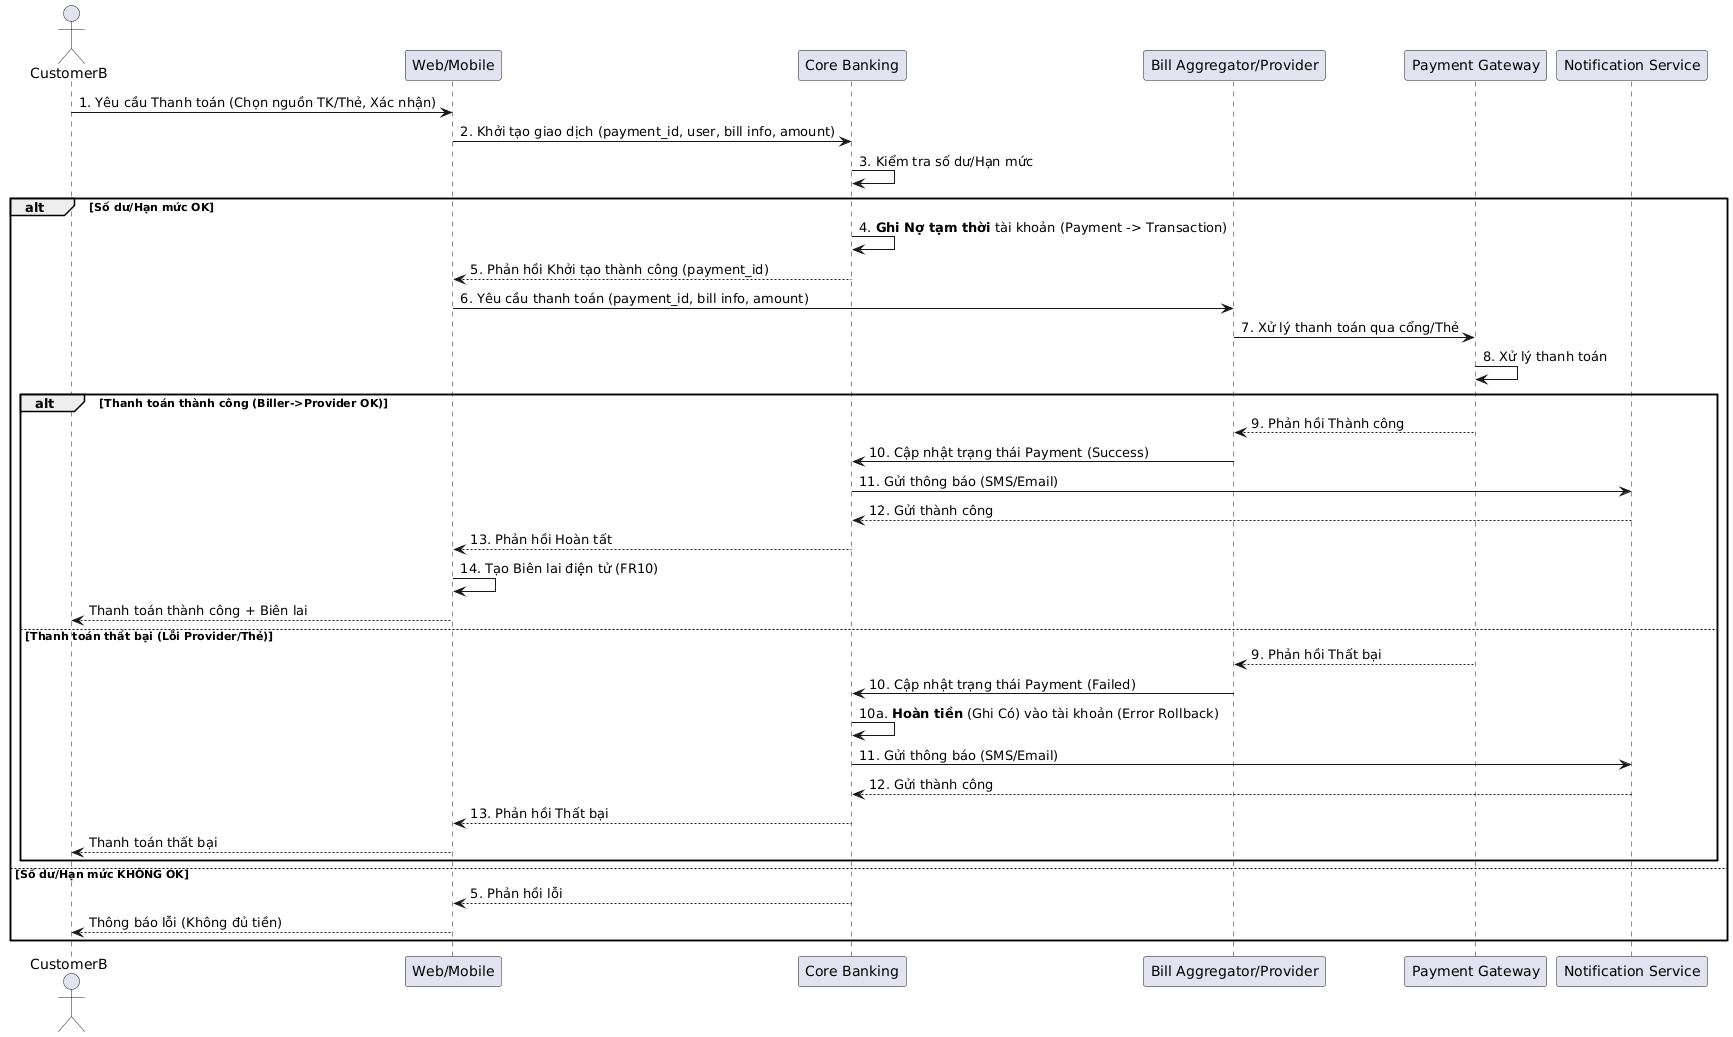 CustomerB
Web/Mobile
Core Banking
Bill Aggregator/Provider
Payment Gateway
Notification Service
1. Yêu cầu Thanh toán (Chọn nguồn TK/Thẻ, Xác nhận)
2. Khởi tạo giao dịch (payment_id, user, bill info, amount)
3. Kiểm tra số dư/Hạn mức
alt
[Số dư/Hạn mức OK]
4. Ghi Nợ tạm thời tài khoản (Payment -> Transaction)
5. Phản hồi Khởi tạo thành công (payment_id)
6. Yêu cầu thanh toán (payment_id, bill info, amount)
7. Xử lý thanh toán qua cổng/Thẻ
8. Xử lý thanh toán
alt
[Thanh toán thành công (Biller->Provider OK)]
9. Phản hồi Thành công
10. Cập nhật trạng thái Payment (Success)
11. Gửi thông báo (SMS/Email)
12. Gửi thành công
13. Phản hồi Hoàn tất
14. Tạo Biên lai điện tử (FR10)
Thanh toán thành công + Biên lai
[Thanh toán thất bại (Lỗi Provider/Thẻ)]
9. Phản hồi Thất bại
10. Cập nhật trạng thái Payment (Failed)
10a. Hoàn tiền (Ghi Có) vào tài khoản (Error Rollback)
11. Gửi thông báo (SMS/Email)
12. Gửi thành công
13. Phản hồi Thất bại
Thanh toán thất bại
[Số dư/Hạn mức KHÔNG OK]
5. Phản hồi lỗi
Thông báo lỗi (Không đủ tiền)
CustomerB
Web/Mobile
Core Banking
Bill Aggregator/Provider
Payment Gateway
Notification Service